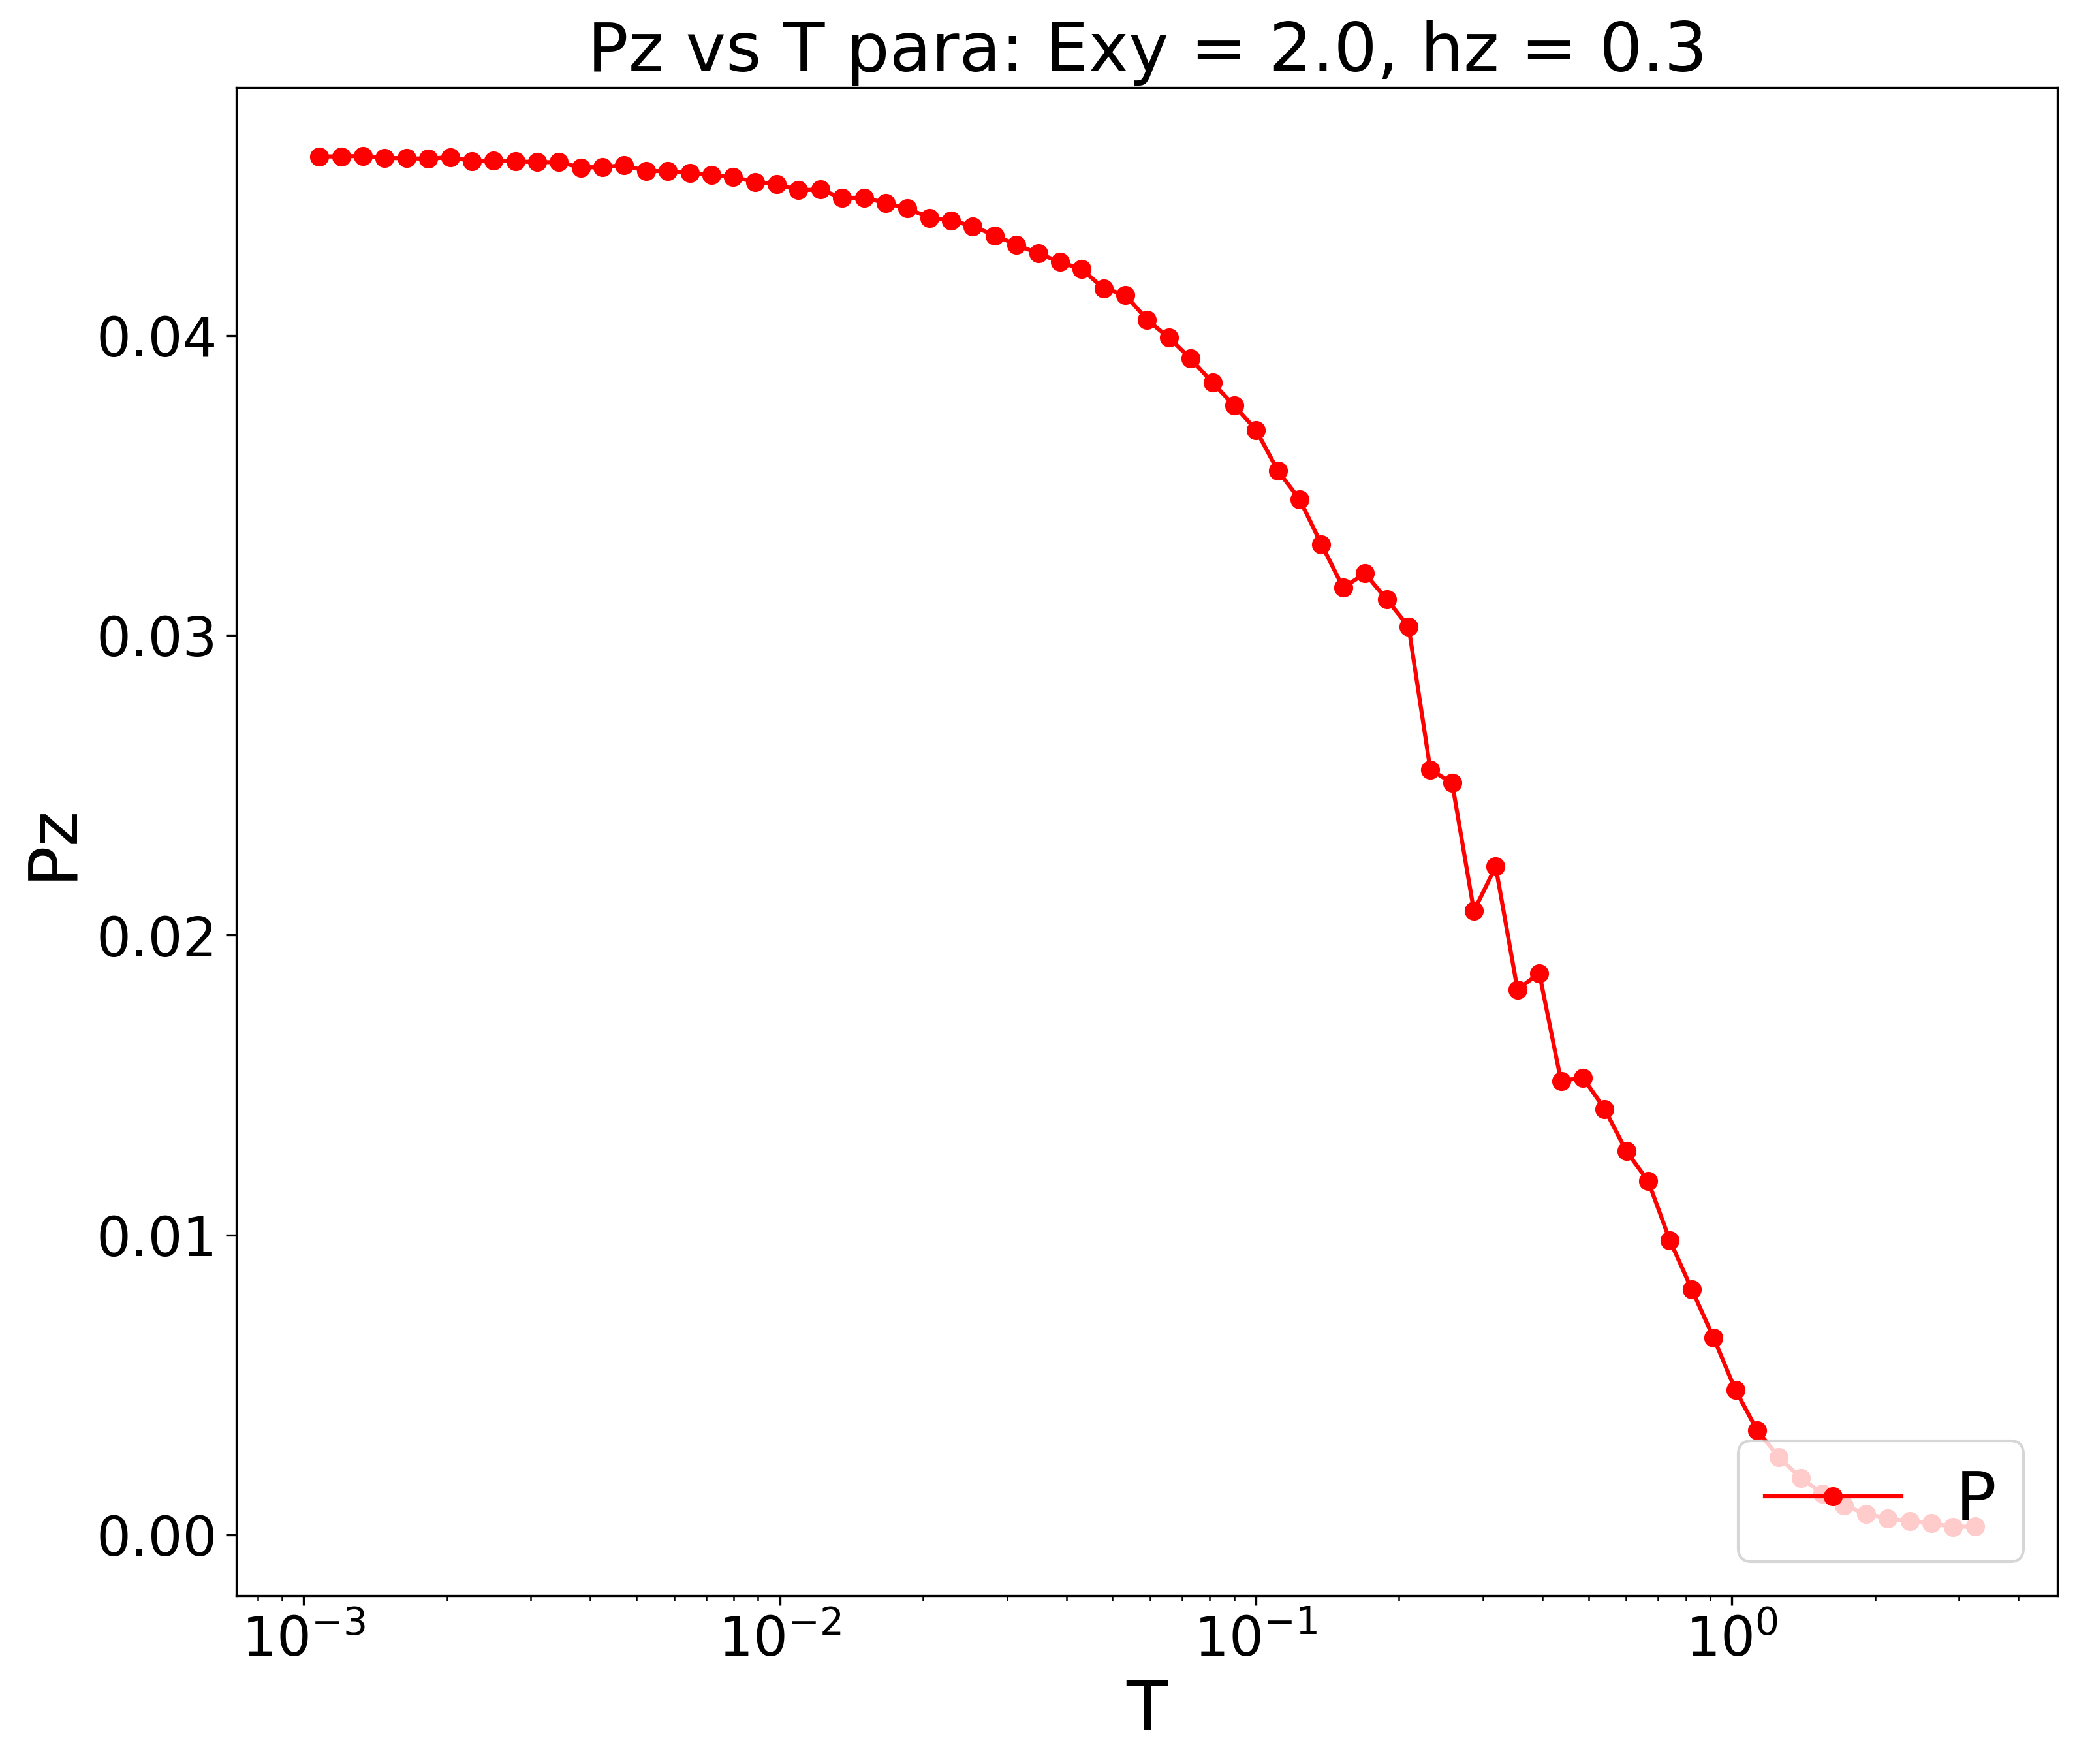 Pz vs T para: Exy = 2.0, hz = 0.3
Pz
0.04
0.03
0.02
0.01
0.00
P
10⁻³
10⁻²
10⁻¹
10⁰
T